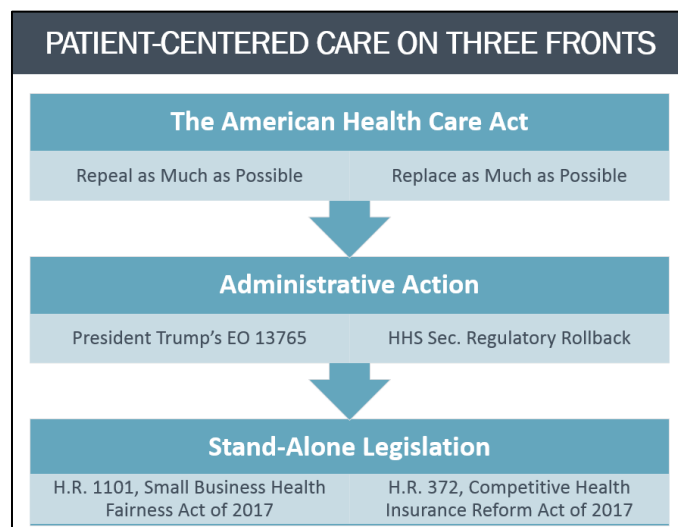 PATIENT-CENTERED CARE ON THREE FRONTS
The American Health Care Act
Repeal as Much as Possible
Replace as Much as Possible
Administrative Action
President Trump's EO 13765
HHS Sec. Regulatory Rollback
Stand-Alone Legislation
H.R. 1101, Small Business Health
Fairness Act of 2017
H.R. 372, Competitive Health
Insurance Reform Act of 2017